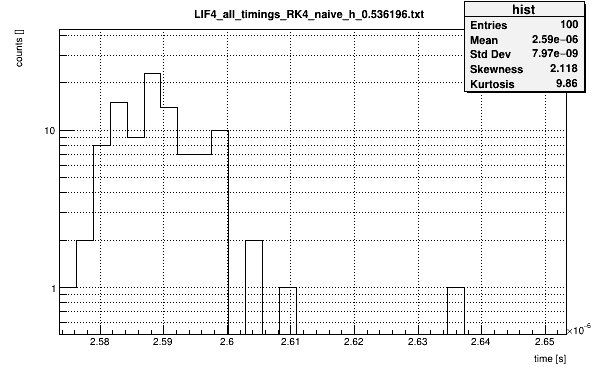 LIF4_all_timings_RK4_naive_h_0.536196.txt
hist
Entries 100
Mean 2.59e−06
Std Dev 7.97e−09
Skewness 2.118
Kurtosis 9.86
counts []
10
1
2.58 2.59 2.6 2.61 2.62 2.63 2.64 2.65
×10−6
time [s]